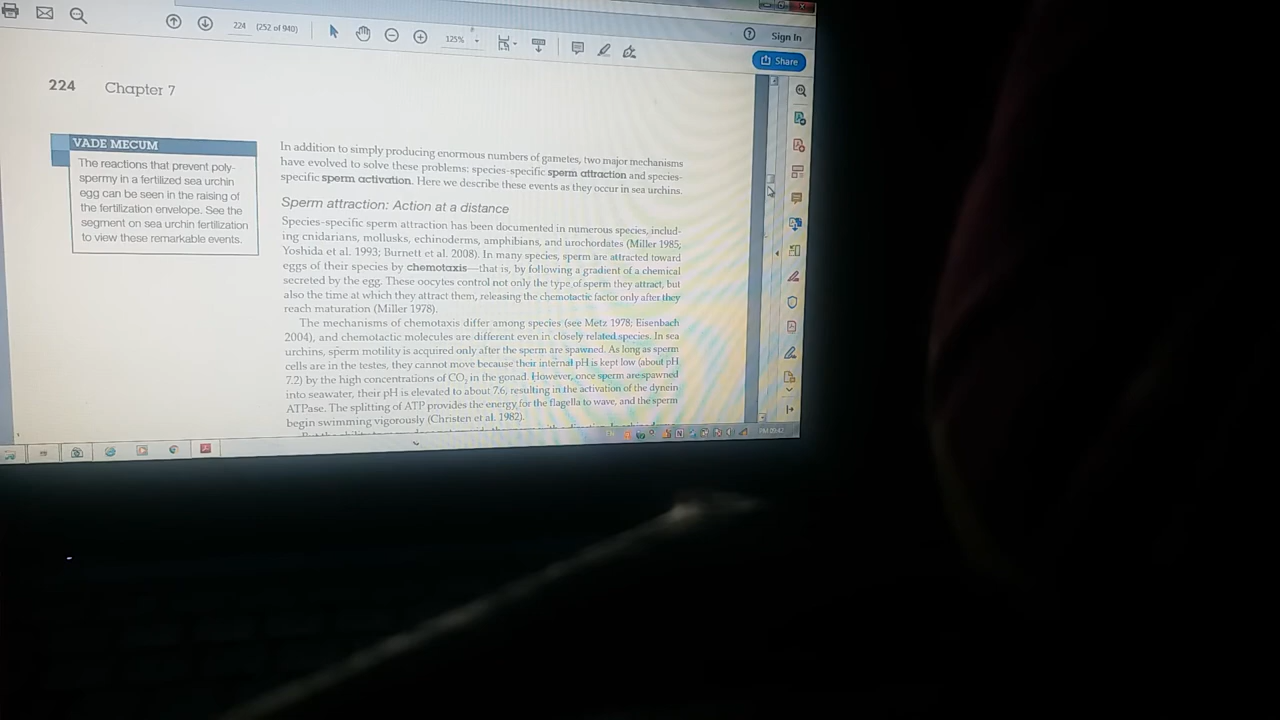 224 (252 of 940)
125%
Sign In
Share
224 Chapter 7
VADE MECUM
The reactions that prevent poly-
spermy in a fertilized sea urchin
egg can be seen in the raising of
the fertilization envelope. See the
segment on sea urchin fertilization
to view these remarkable events.
In addition to simply producing enormous numbers of gametes, two major mechanisms
have evolved to solve these problems: species-specific sperm attraction and species-
specific sperm activation. Here we describe these events as they occur in sea urchins.
Sperm attraction: Action at a distance
Species-specific sperm attraction has been documented in numerous species, includ-
ing cnidarians, mollusks, echinoderms, amphibians, and urochordates (Miller 1985;
Yoshida et al. 1993; Burnett et al. 2008). In many species, sperm are attracted toward
eggs of their species by chemotaxis—that is, by following a gradient of a chemical
secreted by the egg. These oocytes control not only the type of sperm they attract, but
also the time at which they attract them, releasing the chemotactic factor only after they
reach maturation (Miller 1978).
The mechanisms of chemotaxis differ among species (see Metz 1978; Eisenbach
2004), and chemotactic molecules are different even in closely related species. In sea
urchins, sperm motility is acquired only after the sperm are spawned. As long as sperm
cells are in the testes, they cannot move because their internal pH is kept low (about pH
7.2) by the high concentrations of CO₂ in the gonad. However, once sperm are spawned
into seawater, their pH is elevated to about 7.6, resulting in the activation of the dynein
ATPase. The splitting of ATP provides the energy for the flagella to wave, and the sperm
begin swimming vigorously (Christen et al. 1982).